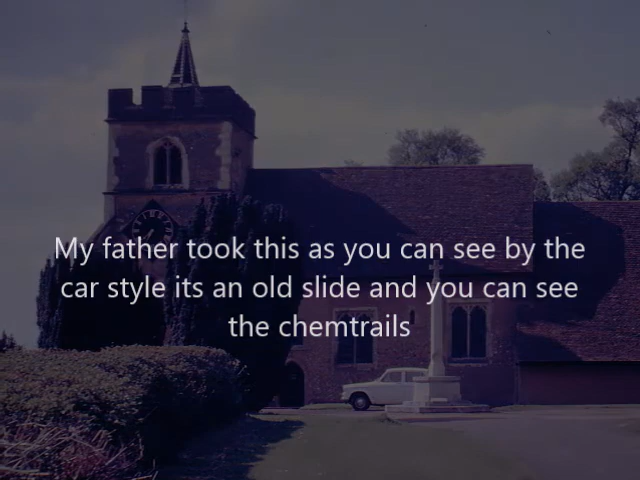 My father took this as you can see by the
car style its an old slide and you can see
the chemtrails